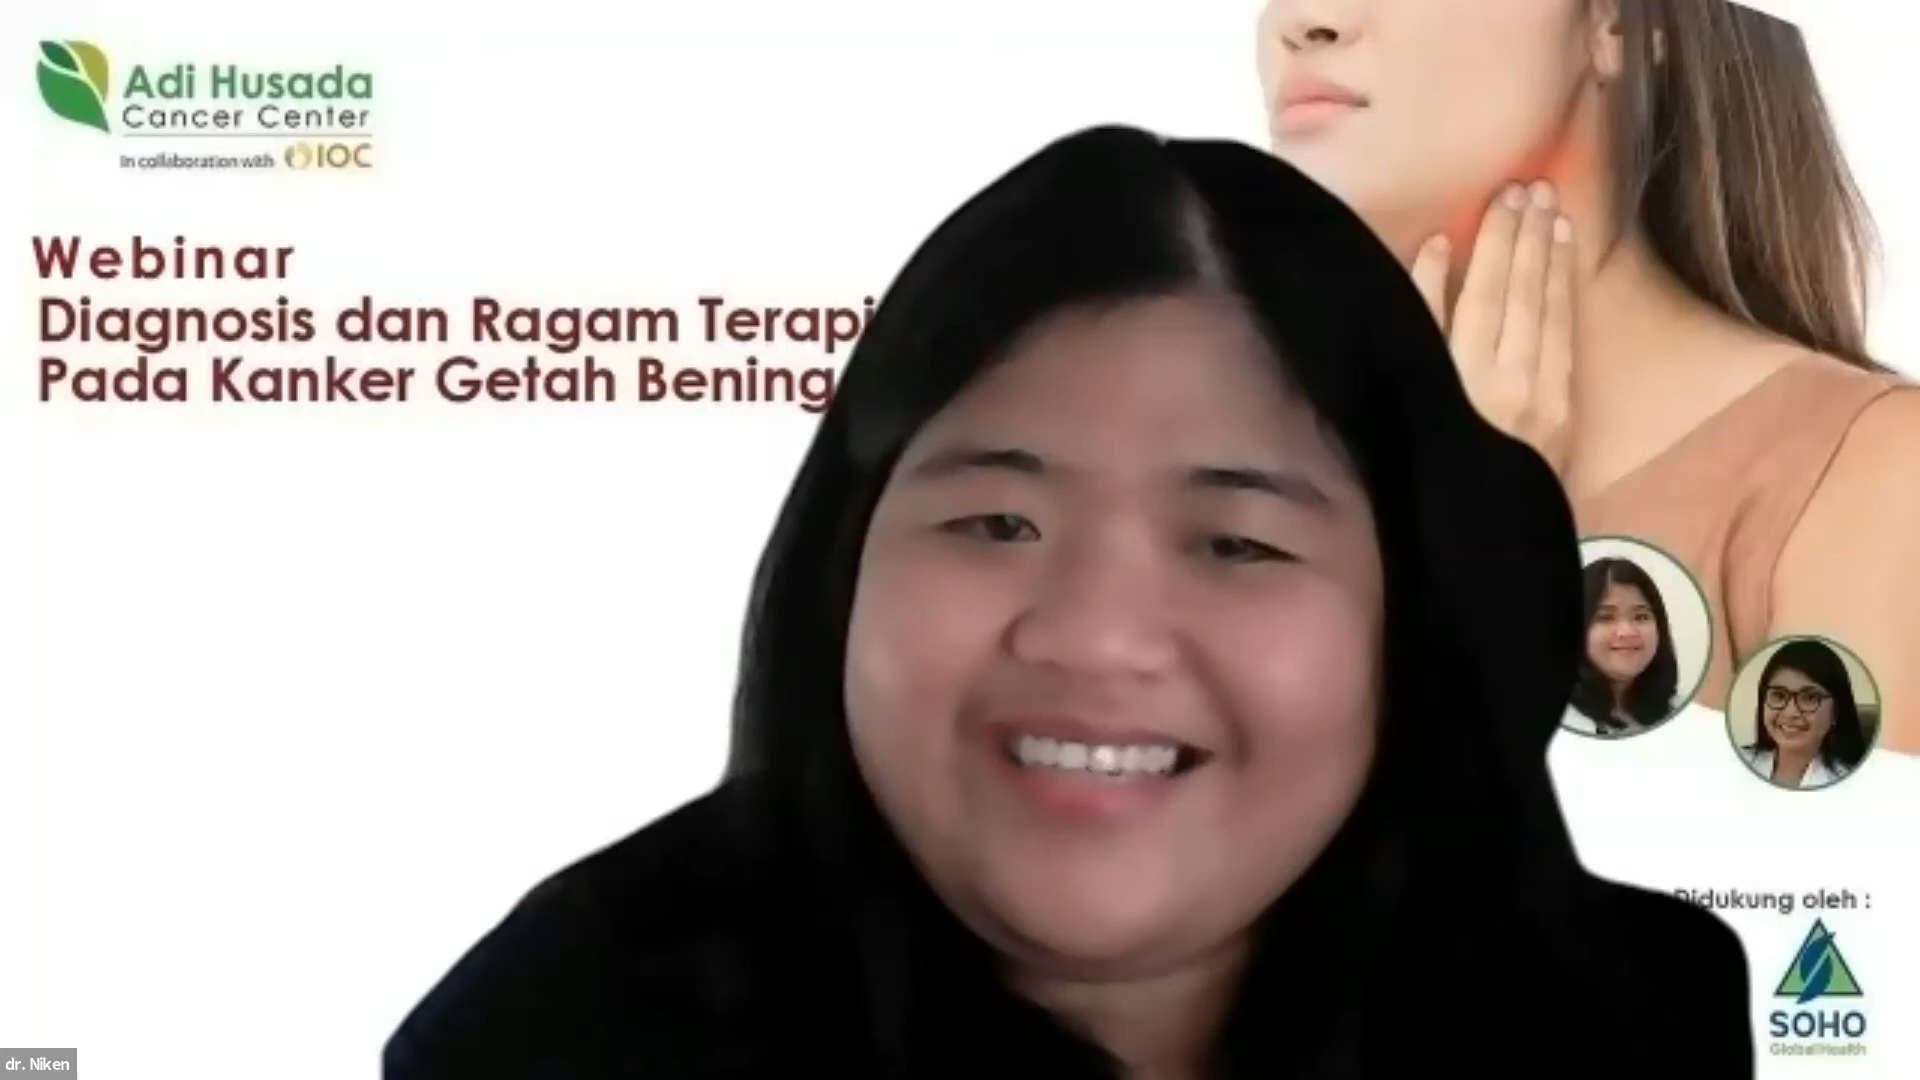 Adi Husada
Cancer Center
In collaboration with IOC
Webinar
Diagnosis dan Ragam Terapi
Pada Kanker Getah Bening
Didukung oleh :
SOHO
Global Health
dr. Niken